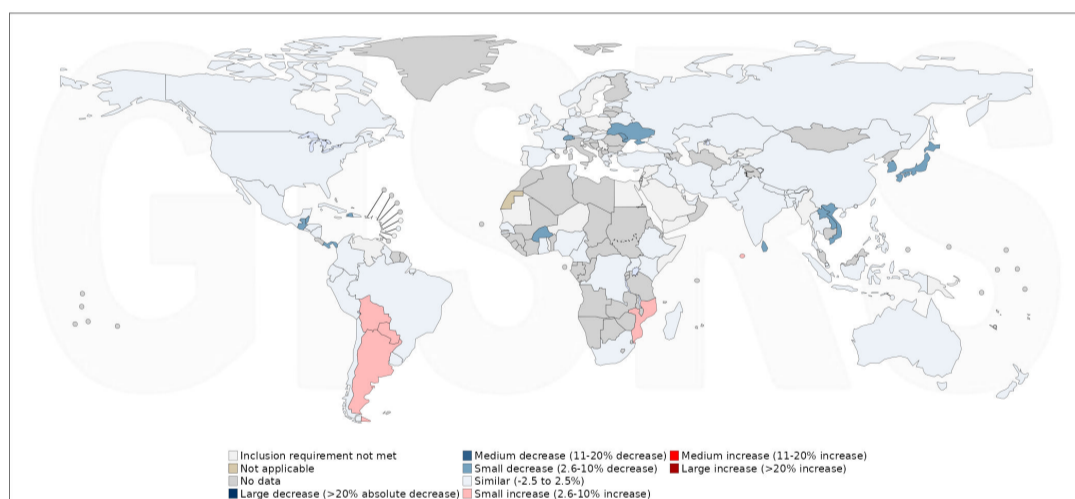 GISRS
Inclusion requirement not met
Not applicable
No data
Large decrease (>20% absolute decrease)
Medium decrease (11-20% decrease)
Small decrease (2.6-10% decrease)
Similar (-2.5 to 2.5%)
Small increase (2.6-10% increase)
Medium increase (11-20% increase)
Large increase (>20% increase)